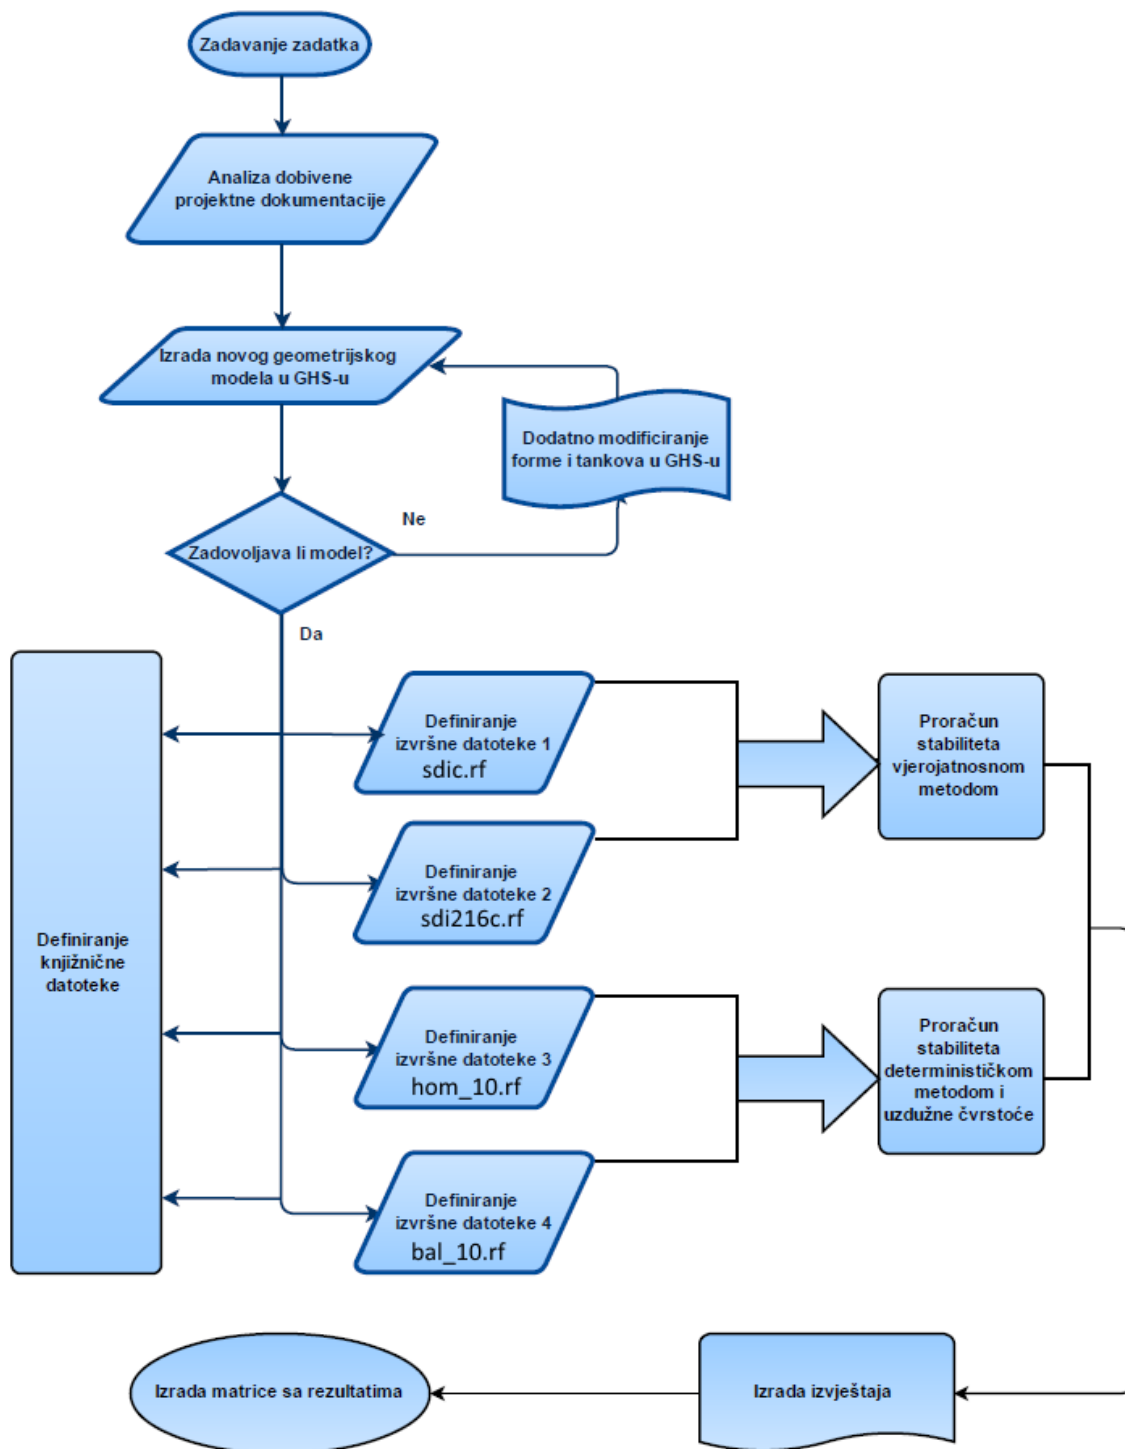 Zadavanje zadatka
Analiza dobivene
projektne dokumentacije
Izrada novog geometrijskog
modela u GHS-u
Dodatno modificiranje
forme i tankova u GHS-u
Ne
Zadovoljava li model?
Da
Definiranje
knjižnične
datoteke
Definiranje
izvršne datoteke 1
sdic.rf
Definiranje
izvršne datoteke 2
sdi216c.rf
Definiranje
izvršne datoteke 3
hom_10.rf
Definiranje
izvršne datoteke 4
bal_10.rf
Proračun
stabiliteta
vjerojatnosnom
metodom
Proračun
stabiliteta
determinističkom
metodom i
uzdužne čvrstoće
Izrada izvještaja
Izrada matrice sa rezultatima